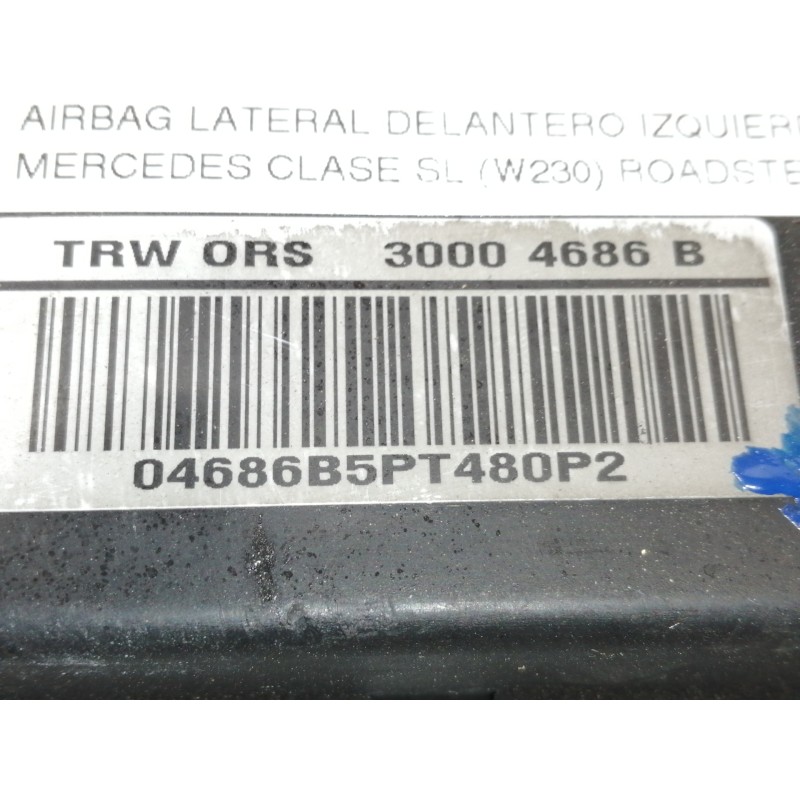 AIRBAG LATERAL DELANTERO
MERCEDES CLASE SL (W230)
TRW ORS 3000 4686 B
04686B5PT480P2